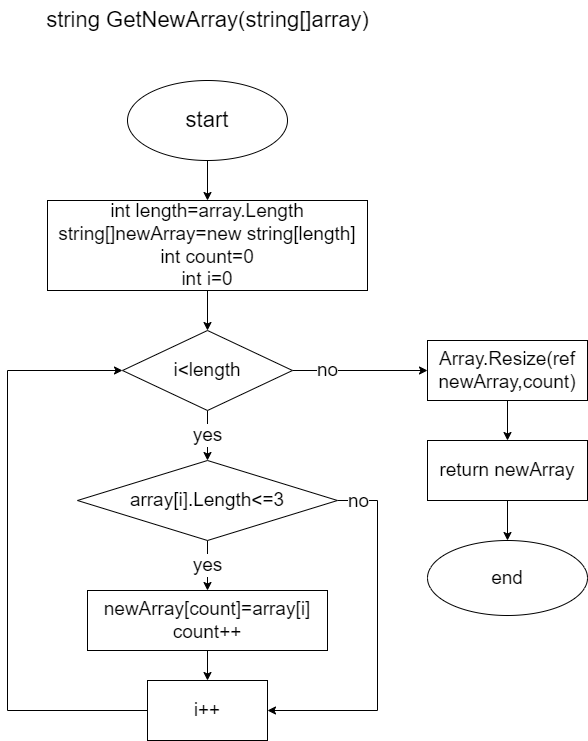 string GetNewArray(string[]array)
start
int length=array.Length
string[]newArray=new string[length]
int count=0
int i=0
i<length
no
Array.Resize(ref
newArray,count)
yes
return newArray
array[i].Length<=3
no
yes
end
newArray[count]=array[i]
count++
i++